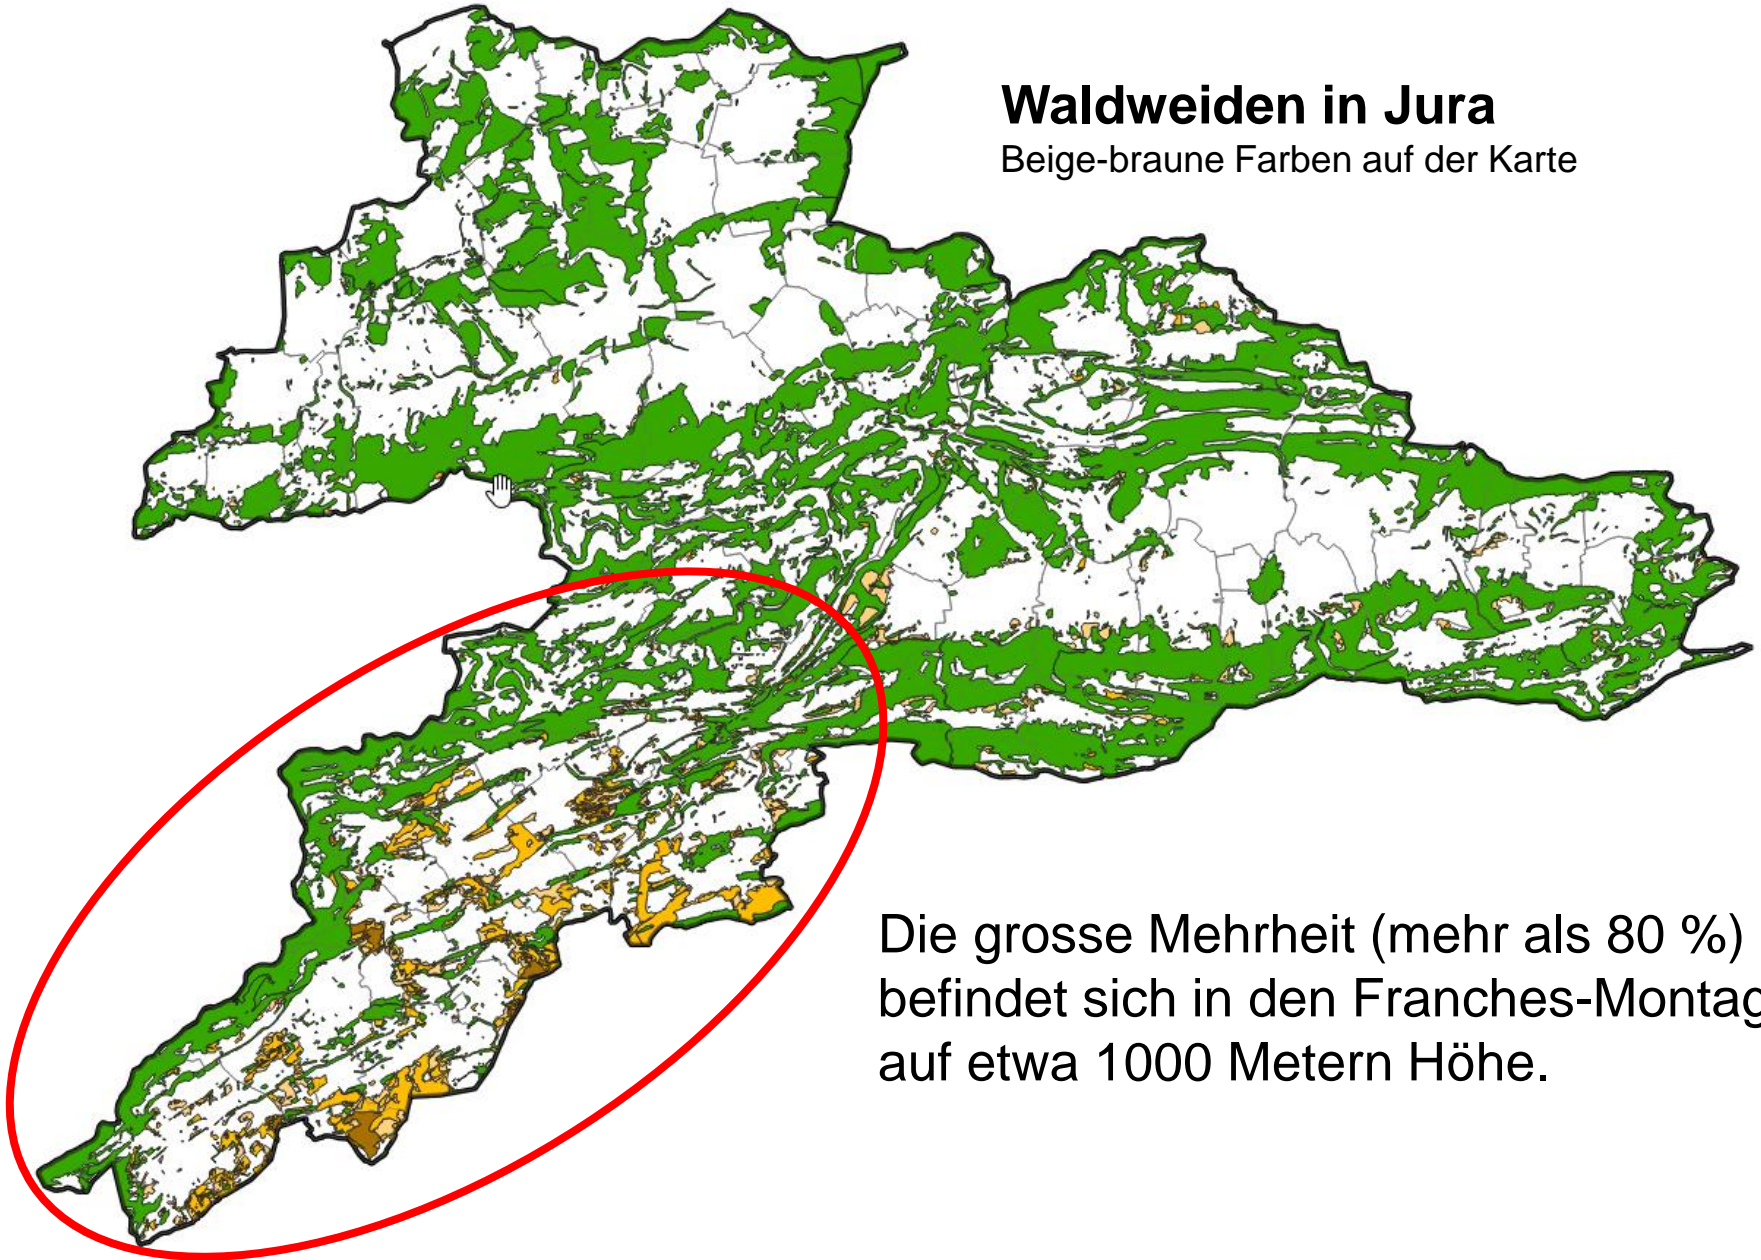 Waldweiden in Jura
Beige-braune Farben auf der Karte
Die grosse Mehrheit (mehr als 80 %)
befindet sich in den Franches-Montag
auf etwa 1000 Metern Höhe.